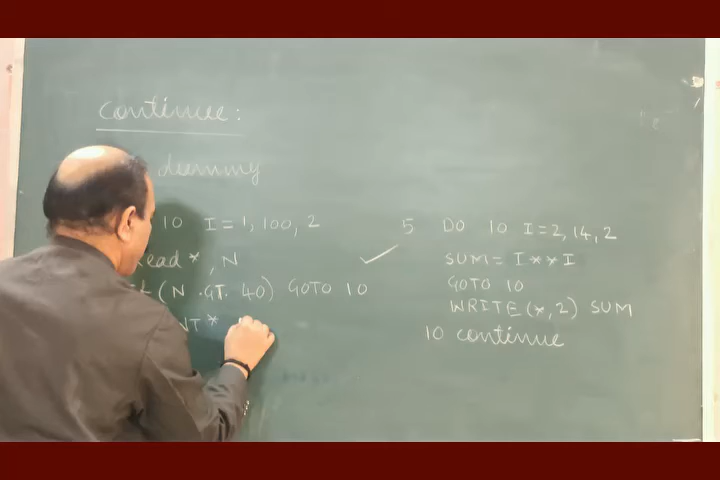 Continue:
dummy
10 I = 1, 100, 2
Read *, N
(N .GT. 40) GOTO 10
NT *
5 DO 10 I = 2, 14, 2
SUM = I * * I
GOTO 10
WRITE (*, 2) SUM
10 continue